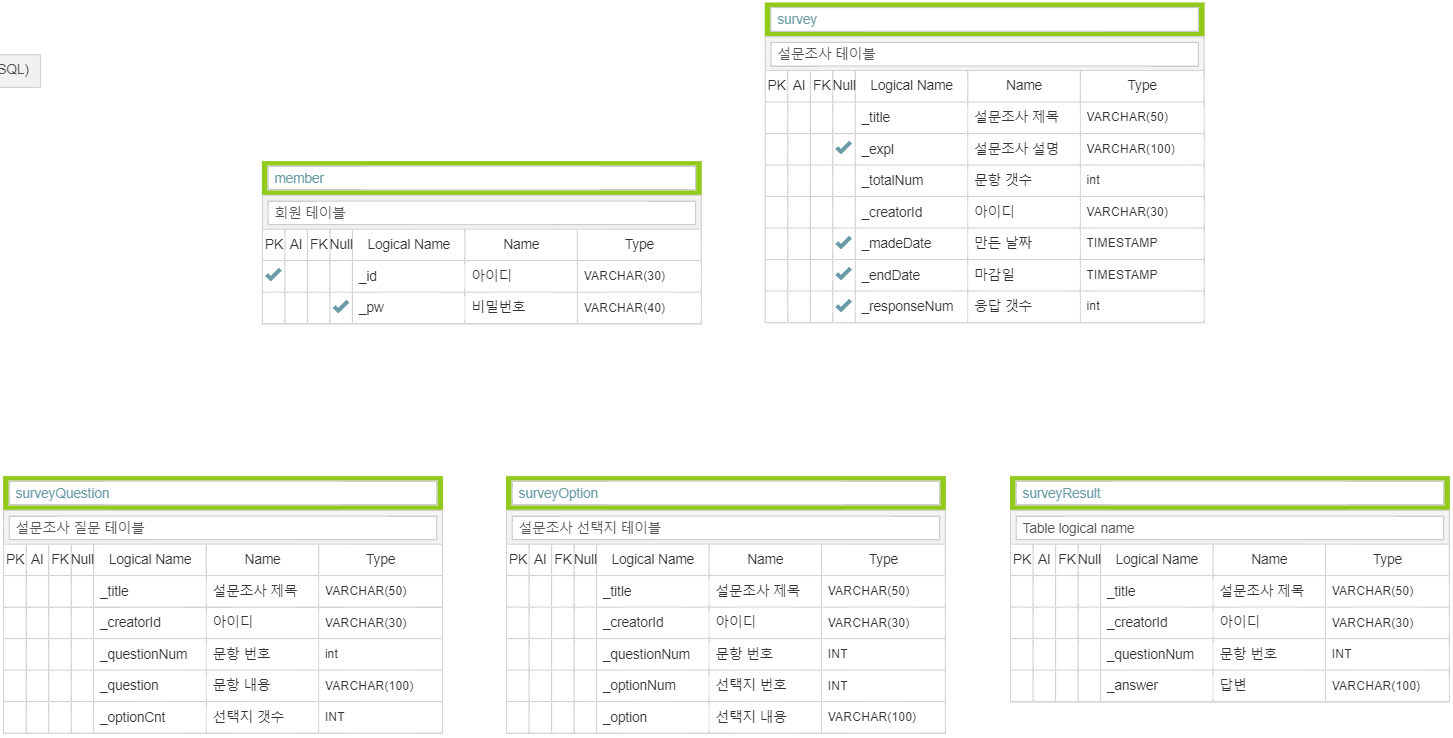 SQL)
survey
설문조사 테이블
PK AI FK Null Logical Name Name Type
_title 설문조사 제목 VARCHAR(50)
_expl 설문조사 설명 VARCHAR(100)
_totalNum 문항 갯수 int
_creatorId 아이디 VARCHAR(30)
_madeDate 만든 날짜 TIMESTAMP
_endDate 마감일 TIMESTAMP
_responseNum 응답 갯수 int
member
회원 테이블
PK AI FK Null Logical Name Name Type
_id 아이디 VARCHAR(30)
_pw 비밀번호 VARCHAR(40)
surveyQuestion
설문조사 질문 테이블
PK AI FK Null Logical Name Name Type
_title 설문조사 제목 VARCHAR(50)
_creatorId 아이디 VARCHAR(30)
_questionNum 문항 번호 int
_question 문항 내용 VARCHAR(100)
_optionCnt 선택지 갯수 INT
surveyOption
설문조사 선택지 테이블
PK AI FK Null Logical Name Name Type
_title 설문조사 제목 VARCHAR(50)
_creatorId 아이디 VARCHAR(30)
_questionNum 문항 번호 INT
_optionNum 선택지 번호 INT
_option 선택지 내용 VARCHAR(100)
surveyResult
Table logical name
PK AI FK Null Logical Name Name Type
_title 설문조사 제목 VARCHAR(50)
_creatorId 아이디 VARCHAR(30)
_questionNum 문항 번호 INT
_answer 답변 VARCHAR(100)